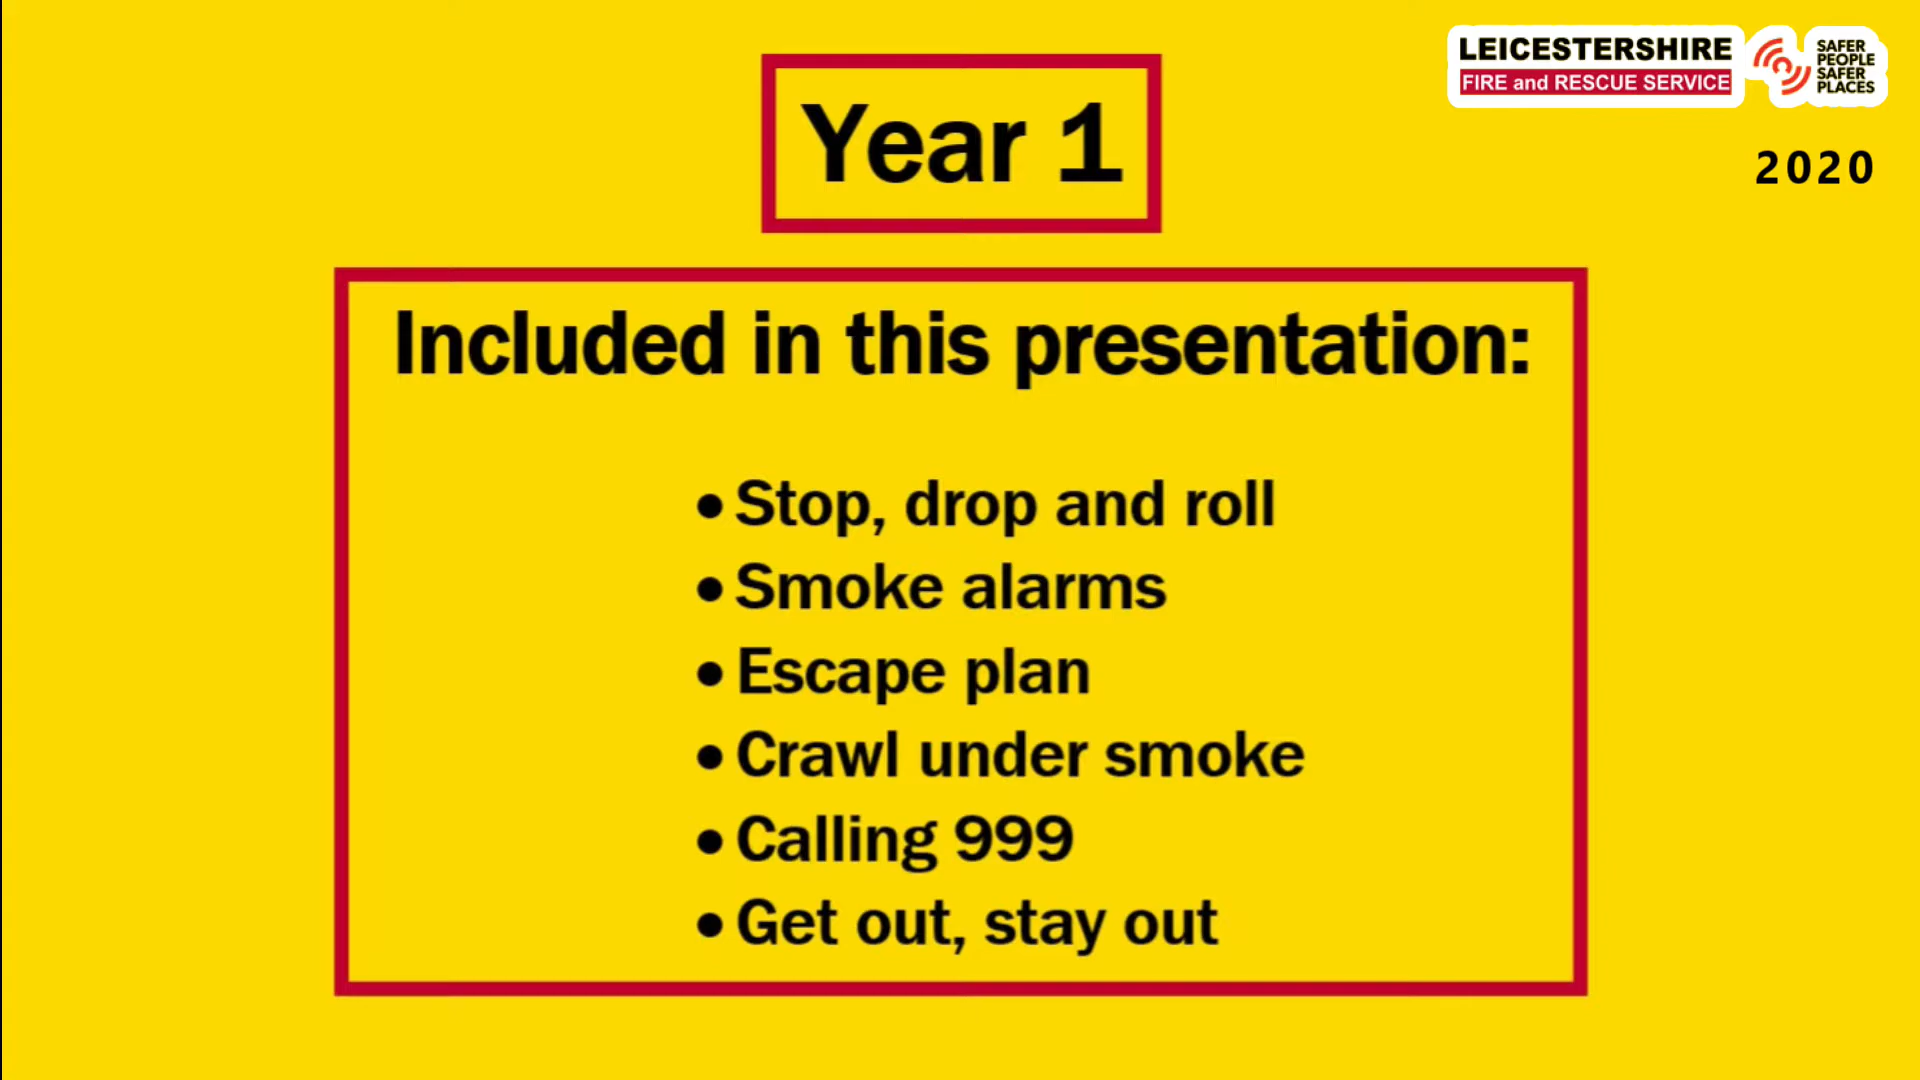 LEICESTERSHIRE
FIRE and RESCUE SERVICE
SAFER
PEOPLE
SAFER
PLACES
2020
Year 1
Included in this presentation:
• Stop, drop and roll
• Smoke alarms
• Escape plan
• Crawl under smoke
• Calling 999
• Get out, stay out